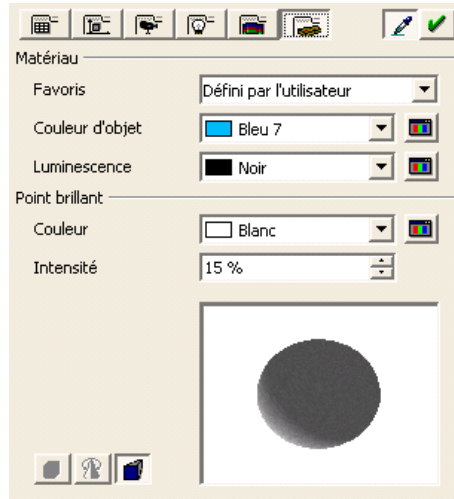 Matériau
Favoris Défini par l'utilisateur
Couleur d'objet Bleu 7
Luminescence Noir
Point brillant
Couleur Blanc
Intensité 15 %